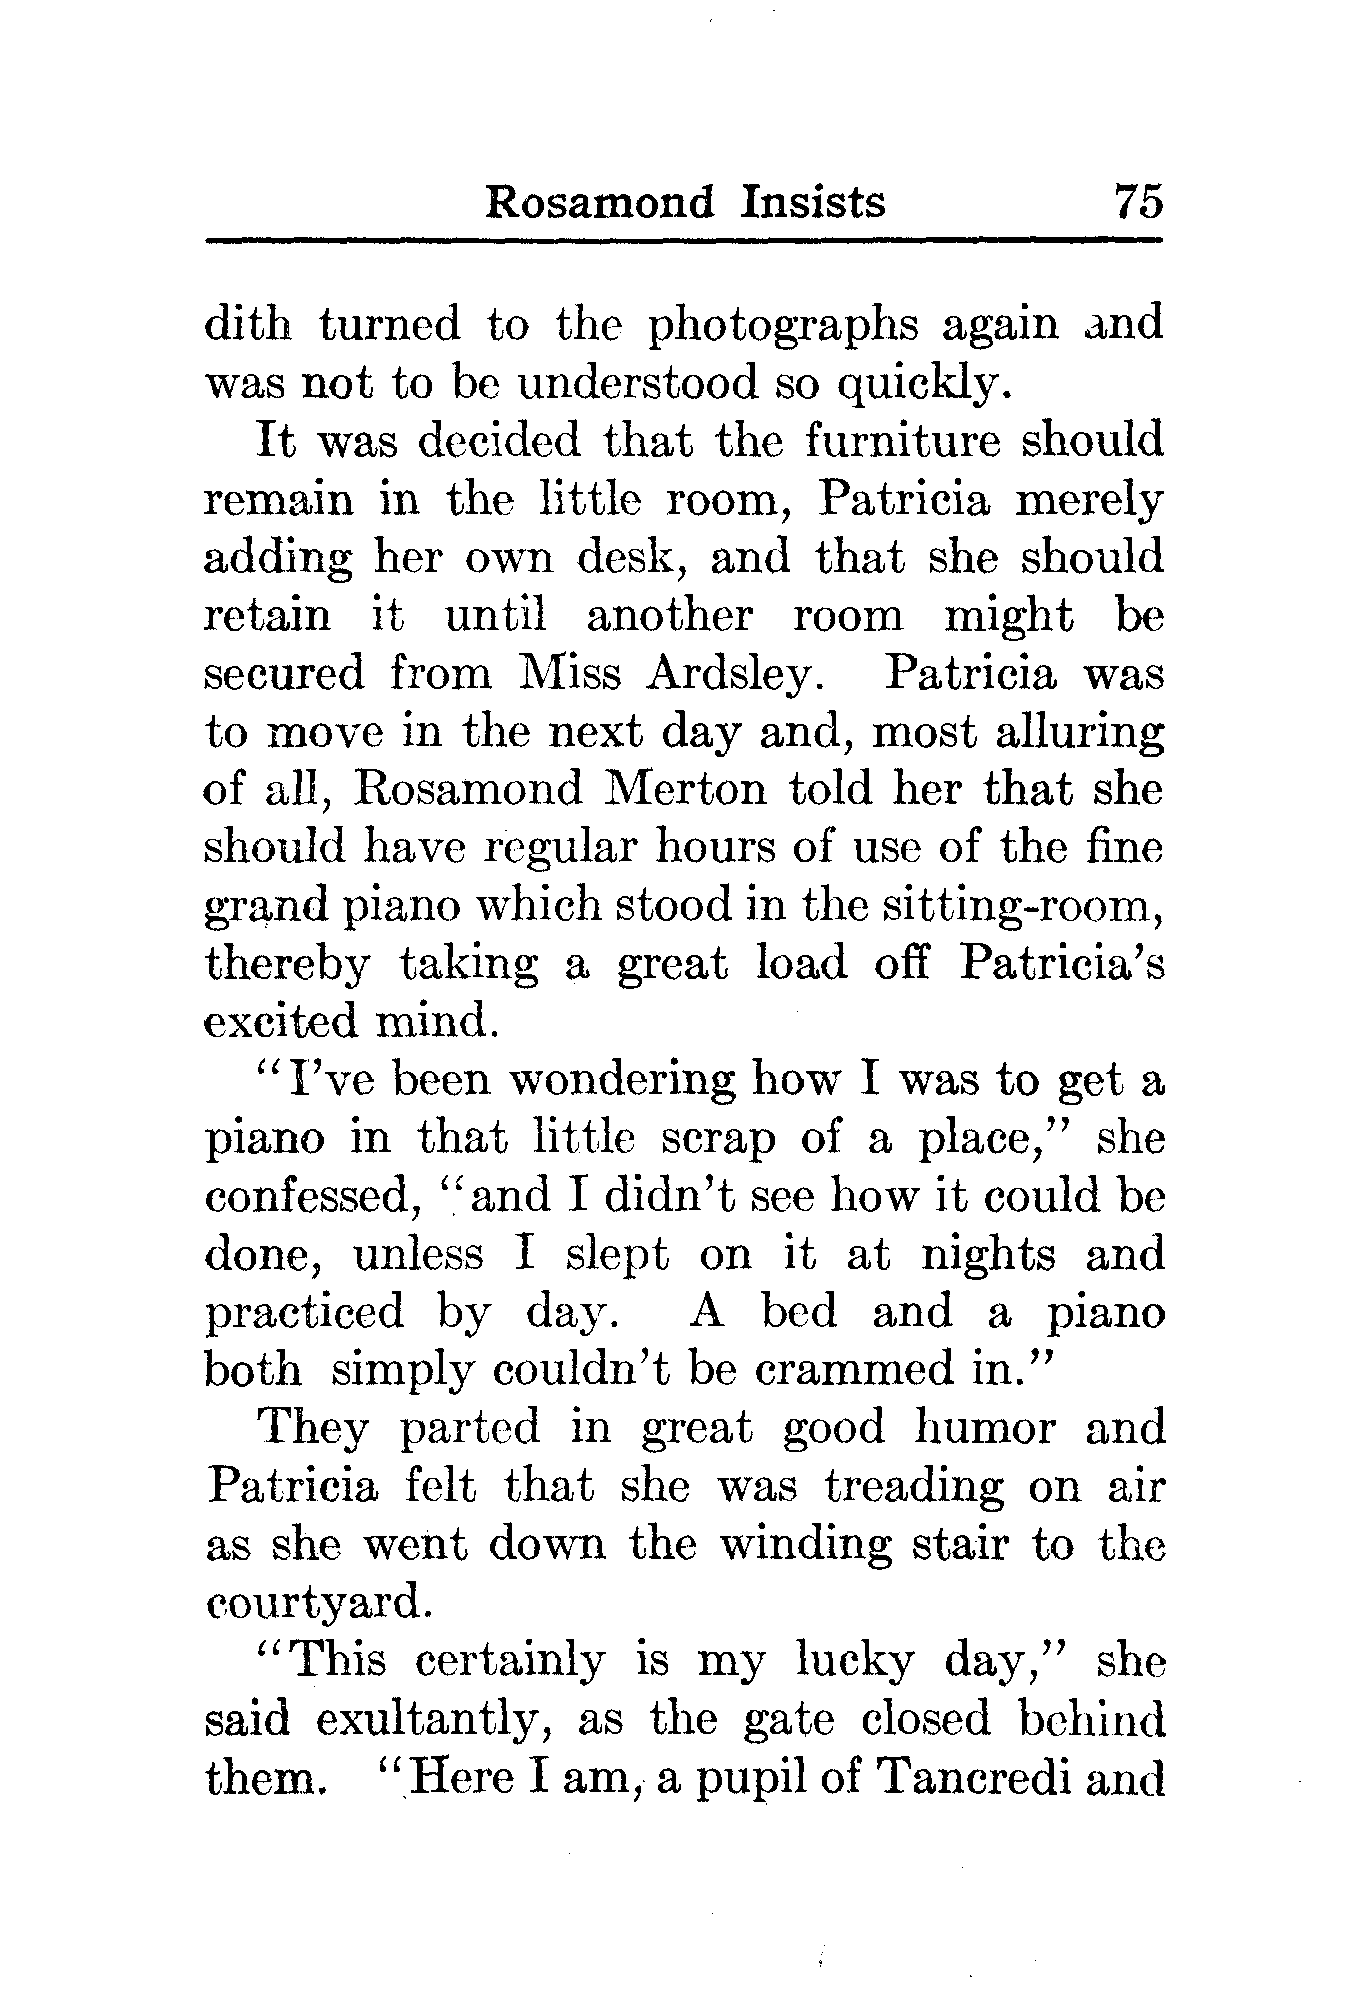 Rosamond Insists 75
dith turned to the photographs again and
was not to be understood so quickly.
It was decided that the furniture should
remain in the little room, Patricia merely
adding her own desk, and that she should
retain it until another room might be
secured from Miss Ardsley. Patricia was
to move in the next day and, most alluring
of all, Rosamond Merton told her that she
should have regular hours of use of the fine
grand piano which stood in the sitting-room,
thereby taking a great load off Patricia's
excited mind.
"I've been wondering how I was to get a
piano in that little scrap of a place," she
confessed, "and I didn't see how it could be
done, unless I slept on it at nights and
practiced by day. A bed and a piano
both simply couldn't be crammed in."
They parted in great good humor and
Patricia felt that she was treading on air
as she went down the winding stair to the
courtyard.
"This certainly is my lucky day," she
said exultantly, as the gate closed behind
them. "Here I am, a pupil of Tancredi and